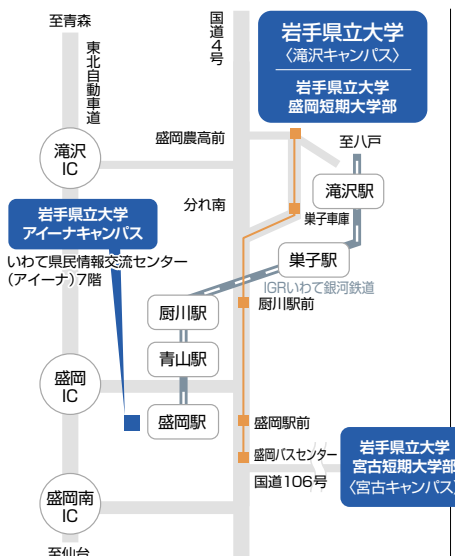 至青森
東北自動車道
国道4号
岩手県立大学
〈滝沢キャンパス〉
岩手県立大学
盛岡短期大学部
盛岡農高前
至八戸
滝沢
IC
滝沢駅
分れ南
巣子車庫
岩手県立大学
アイーナキャンパス
いわて県民情報交流センター
(アイーナ)7階
巣子駅
IGRいわて銀河鉄道
厨川駅
厨川駅前
青山駅
盛岡
IC
盛岡駅
盛岡駅前
盛岡バスセンター
岩手県立大学
宮古短期大学部
〈宮古キャンパス〉
国道106号
盛岡南
IC
至仙台